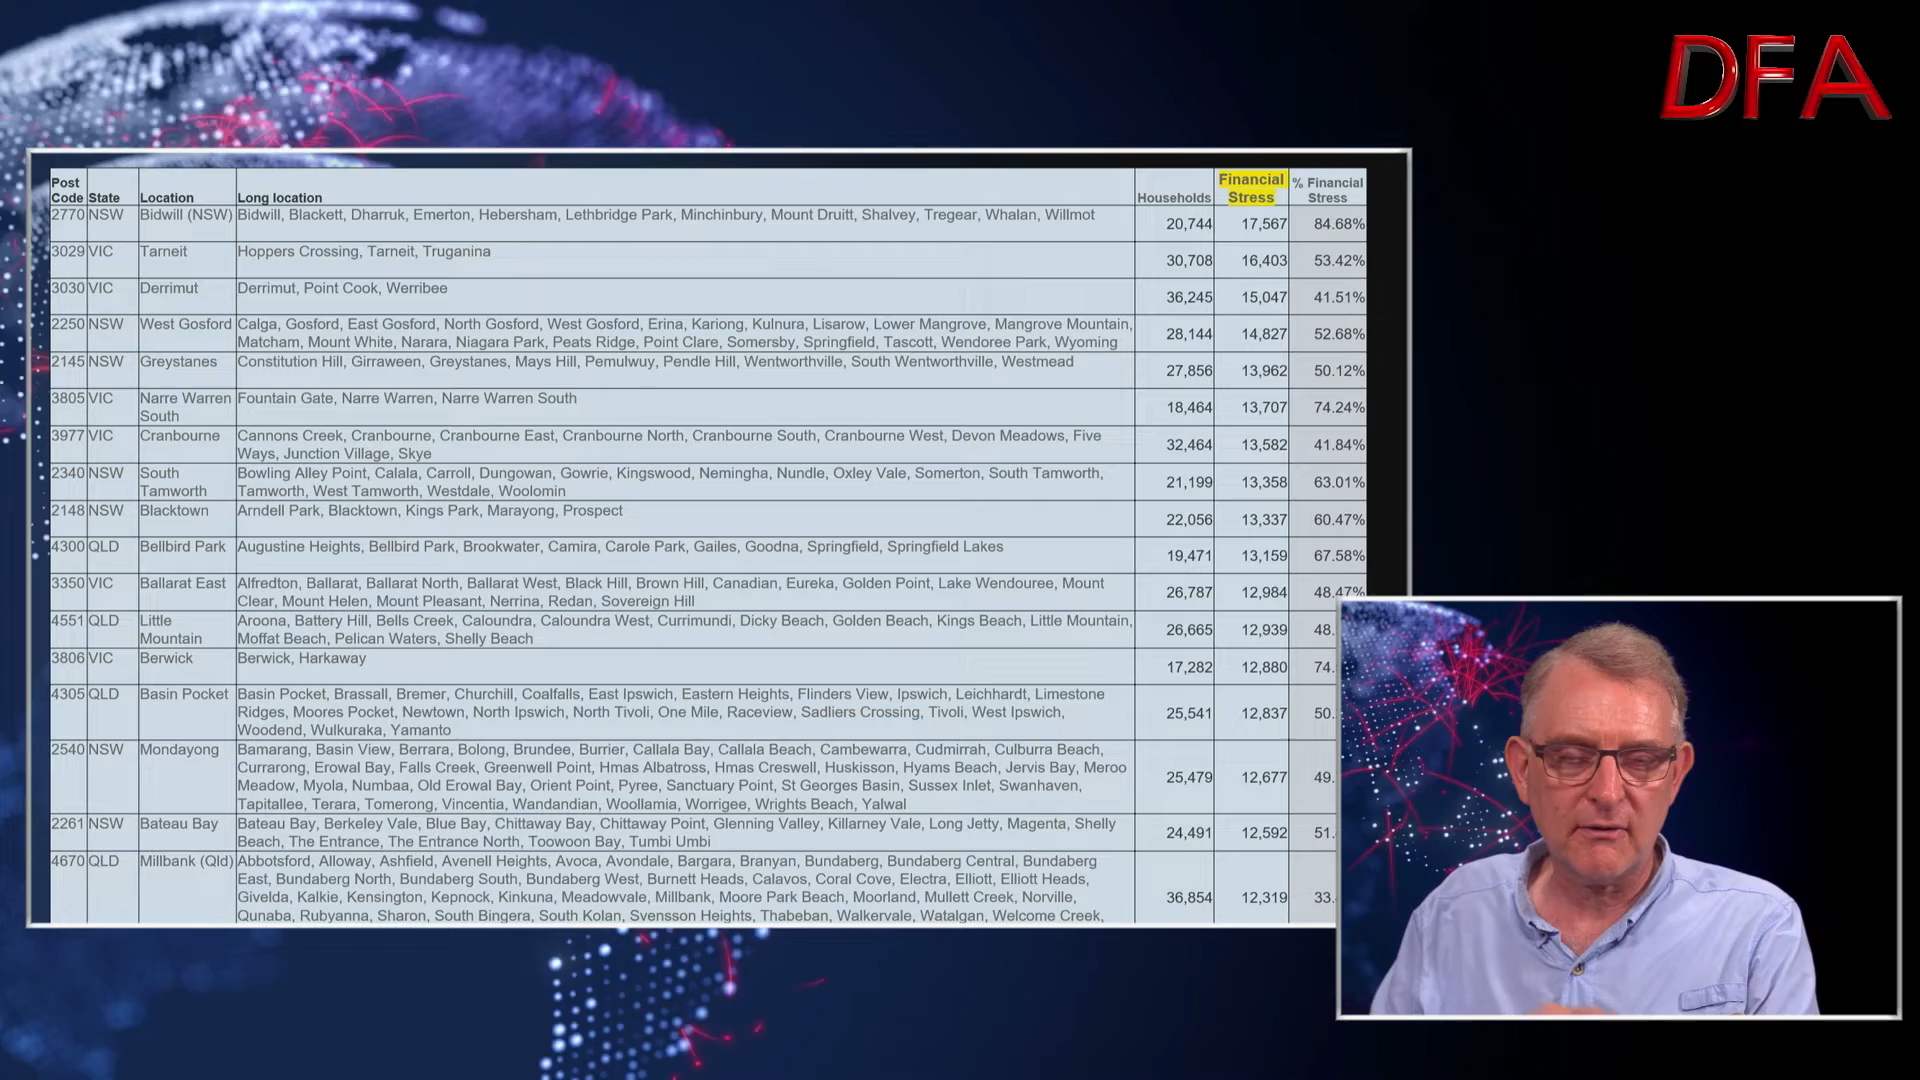 DFA
Post Code State Location Long location Households Financial Stress % Financial Stress
2770 NSW Bidwill (NSW) Bidwill, Blackett, Dharruk, Emerton, Hebersham, Lethbridge Park, Minchinbury, Mount Druitt, Shalvey, Tregear, Whalan, Willmot 20,744 17,567 84.68%
3029 VIC Tarneit Hoppers Crossing, Tarneit, Truganina 30,708 16,403 53.42%
3030 VIC Derrimut Derrimut, Point Cook, Werribee 36,245 15,047 41.51%
2250 NSW West Gosford Calga, Gosford, East Gosford, North Gosford, West Gosford, Erina, Kariong, Kulnura, Lisarow, Lower Mangrove, Mangrove Mountain,
Matcham, Mount White, Narara, Niagara Park, Peats Ridge, Point Clare, Somersby, Springfield, Tascott, Wendoree Park, Wyoming 28,144 14,827 52.68%
2145 NSW Greystanes Constitution Hill, Girraween, Greystanes, Mays Hill, Pemulwuy, Pendle Hill, Wentworthville, South Wentworthville, Westmead 27,856 13,962 50.12%
3805 VIC Narre Warren South Fountain Gate, Narre Warren, Narre Warren South 18,464 13,707 74.24%
3977 VIC Cranbourne Cannons Creek, Cranbourne, Cranbourne East, Cranbourne North, Cranbourne South, Cranbourne West, Devon Meadows, Five
Ways, Junction Village, Skye 32,464 13,582 41.84%
2340 NSW South Tamworth Bowling Alley Point, Calala, Carroll, Dungowan, Gowrie, Kingswood, Nemingha, Nundle, Oxley Vale, Somerton, South Tamworth,
Tamworth, West Tamworth, Westdale, Woolomin 21,199 13,358 63.01%
2148 NSW Blacktown Arndell Park, Blacktown, Kings Park, Marayong, Prospect 22,056 13,337 60.47%
4300 QLD Bellbird Park Augustine Heights, Bellbird Park, Brookwater, Camira, Carole Park, Gailes, Goodna, Springfield, Springfield Lakes 19,471 13,159 67.58%
3350 VIC Ballarat East Alfredton, Ballarat, Ballarat North, Ballarat West, Black Hill, Brown Hill, Canadian, Eureka, Golden Point, Lake Wendouree, Mount
Clear, Mount Helen, Mount Pleasant, Nerrina, Redan, Sovereign Hill 26,787 12,984 48.47%
4551 QLD Little Mountain Aroona, Battery Hill, Bells Creek, Caloundra, Caloundra West, Currimundi, Dicky Beach, Golden Beach, Kings Beach, Little Mountain,
Moffat Beach, Pelican Waters, Shelly Beach 26,665 12,939 48.
3806 VIC Berwick Berwick, Harkaway 17,282 12,880 74.
4305 QLD Basin Pocket Basin Pocket, Brassall, Bremer, Churchill, Coalfalls, East Ipswich, Eastern Heights, Flinders View, Ipswich, Leichhardt, Limestone
Ridges, Moores Pocket, Newtown, North Ipswich, North Tivoli, One Mile, Raceview, Sadliers Crossing, Tivoli, West Ipswich,
Woodend, Wulkuraka, Yamanto 25,541 12,837 50.
2540 NSW Mondayong Bamarang, Basin View, Berrara, Bolong, Brundee, Burrier, Callala Bay, Callala Beach, Cambewarra, Cudmirrah, Culburra Beach,
Currarong, Erowal Bay, Falls Creek, Greenwell Point, Hmas Albatross, Hmas Creswell, Huskisson, Hyams Beach, Jervis Bay, Meroo
Meadow, Myola, Numbaa, Old Erowal Bay, Orient Point, Pyree, Sanctuary Point, St Georges Basin, Sussex Inlet, Swanhaven,
Tapitallee, Terara, Tomerong, Vincentia, Wandandian, Woollamia, Worrigee, Wrights Beach, Yalwal 25,479 12,677 49.
2261 NSW Bateau Bay Bateau Bay, Berkeley Vale, Blue Bay, Chittaway Bay, Chittaway Point, Glenning Valley, Killarney Vale, Long Jetty, Magenta, Shelly
Beach, The Entrance, The Entrance North, Toowoon Bay, Tumbi Umbi 24,491 12,592 51.
4670 QLD Millbank (Qld) Abbotsford, Alloway, Ashfield, Avenell Heights, Avoca, Avondale, Bargara, Branyan, Bundaberg, Bundaberg Central, Bundaberg
East, Bundaberg North, Bundaberg South, Bundaberg West, Burnett Heads, Calavos, Coral Cove, Electra, Elliott, Elliott Heads,
Givelda, Kalkie, Kensington, Kepnock, Kinkuna, Meadowvale, Millbank, Moore Park Beach, Moorland, Mullett Creek, Norville,
Qunaba, Rubyanna, Sharon, South Bingera, South Kolan, Svensson Heights, Thabeban, Walkervale, Watalgan, Welcome Creek, 36,854 12,319 33.